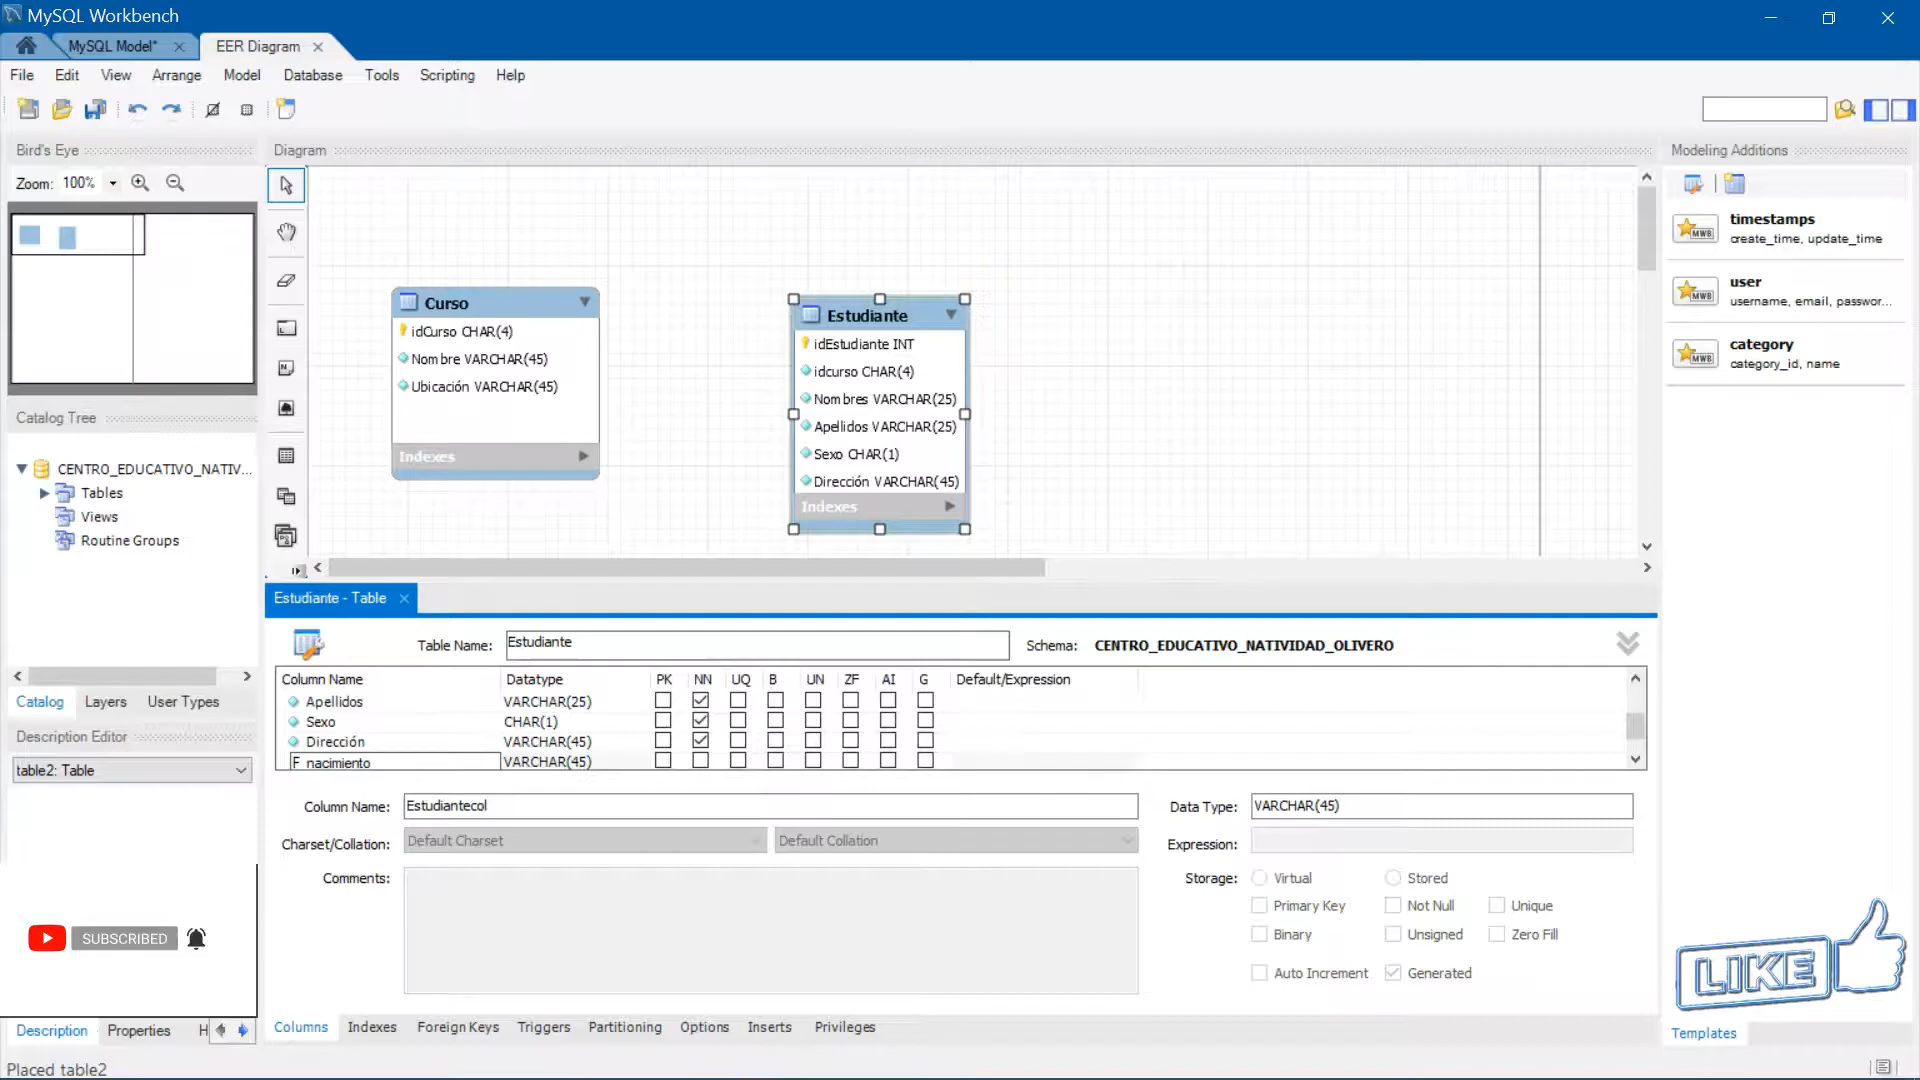 MySQL Workbench
MySQL Model*
EER Diagram
File Edit View Arrange Model Database Tools Scripting Help
Bird's Eye
Zoom: 100%
Catalog Tree
CENTRO_EDUCATIVO_NATIV...
Tables
Views
Routine Groups
Catalog Layers User Types
Description Editor
table2: Table
SUBSCRIBED
Description Properties H
Placed table2
Diagram
Curso
idCurso CHAR(4)
Nombre VARCHAR(45)
Ubicación VARCHAR(45)
Indexes
Estudiante
idEstudiante INT
idcurso CHAR(4)
Nombres VARCHAR(25)
Apellidos VARCHAR(25)
Sexo CHAR(1)
Dirección VARCHAR(45)
Indexes
Estudiante - Table
Table Name: Estudiante Schema: CENTRO_EDUCATIVO_NATIVIDAD_OLIVERO
Column Name Datatype PK NN UQ B UN ZF AI G Default/Expression
Apellidos VARCHAR(25)
Sexo CHAR(1)
Dirección VARCHAR(45)
F_nacimiento VARCHAR(45)
Column Name: Estudiantecol Data Type: VARCHAR(45)
Charset/Collation: Default Charset Default Collation Expression:
Comments: Storage: Virtual Stored
Primary Key Not Null Unique
Binary Unsigned Zero Fill
Auto Increment Generated
Columns Indexes Foreign Keys Triggers Partitioning Options Inserts Privileges
Modeling Additions
MWB
timestamps
create_time, update_time
MWB
user
username, email, passwor...
MWB
category
category_id, name
LIKE
Templates